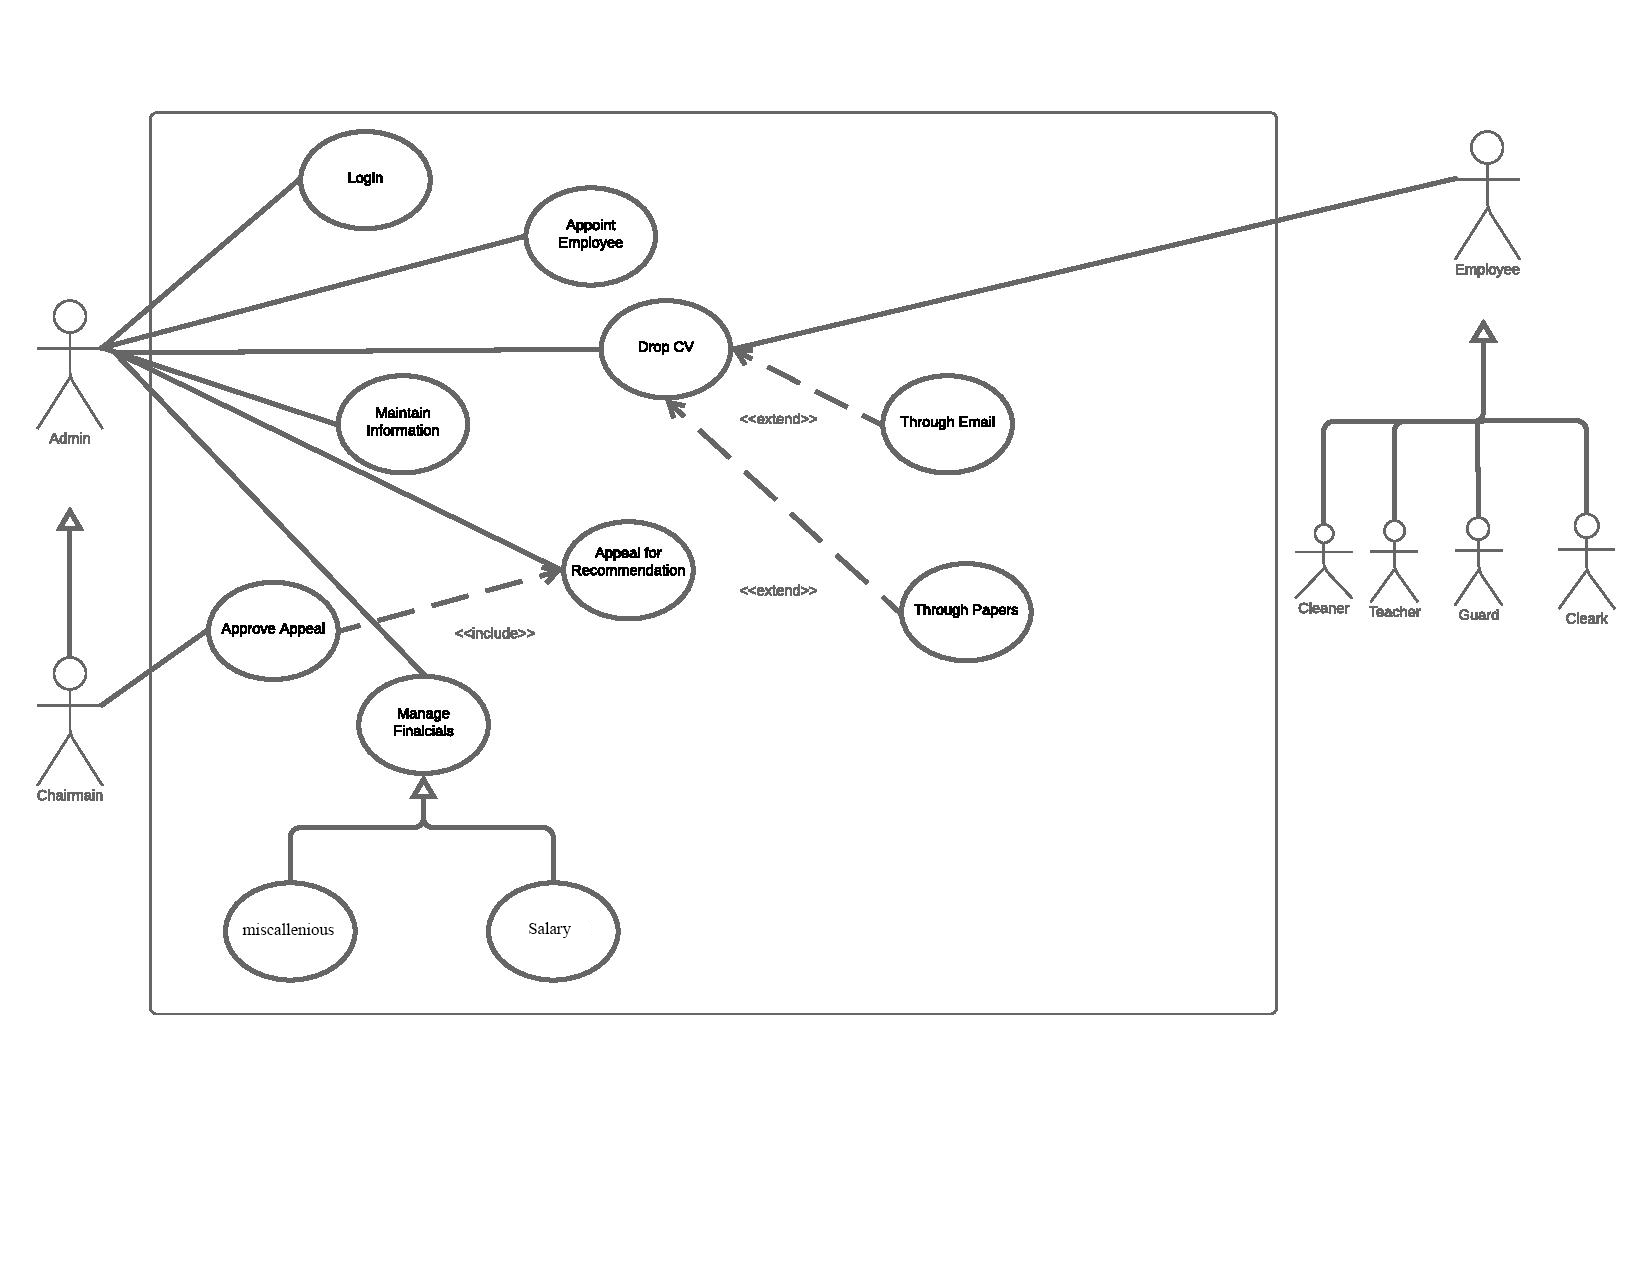 Login
Appoint
Employee
Employee
Drop CV
Admin
Maintain
Information
<<extend>>
Through Email
Appeal for
Recommendation
<<extend>>
Through Papers
Cleaner
Teacher
Guard
Cleark
Approve Appeal
<<include>>
Manage
Finalcials
Chairmain
miscallenious
Salary